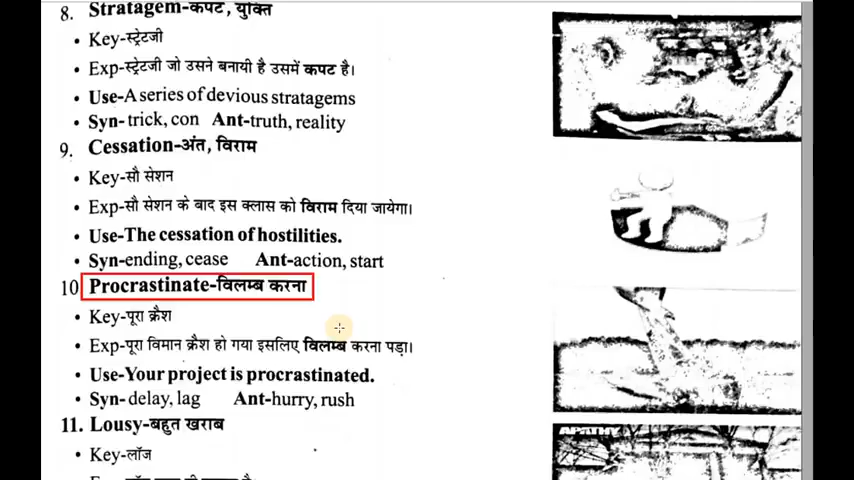 8. Stratagem-कपट, युक्ति
• Key-स्ट्रेटजी
• Exp-स्ट्रेटजी जो उसने बनायी है उसमें कपट है।
• Use-A series of devious stratagems
• Syn-trick, con Ant-truth, reality
9. Cessation-अंत, विराम
• Key-सौ सेशन
• Exp-सौ सेशन के बाद इस क्लास को विराम दिया जायेगा।
• Use-The cessation of hostilities.
• Syn-ending, cease Ant-action, start
10 Procrastinate-विलम्ब करना
• Key-पूरा क्रैश
• Exp-पूरा विमान क्रैश हो गया इसलिए विलम्ब करना पड़ा।
• Use-Your project is procrastinated.
• Syn-delay, lag Ant-hurry, rush
11. Lousy-बहुत खराब
• Key-लॉज
APATHY